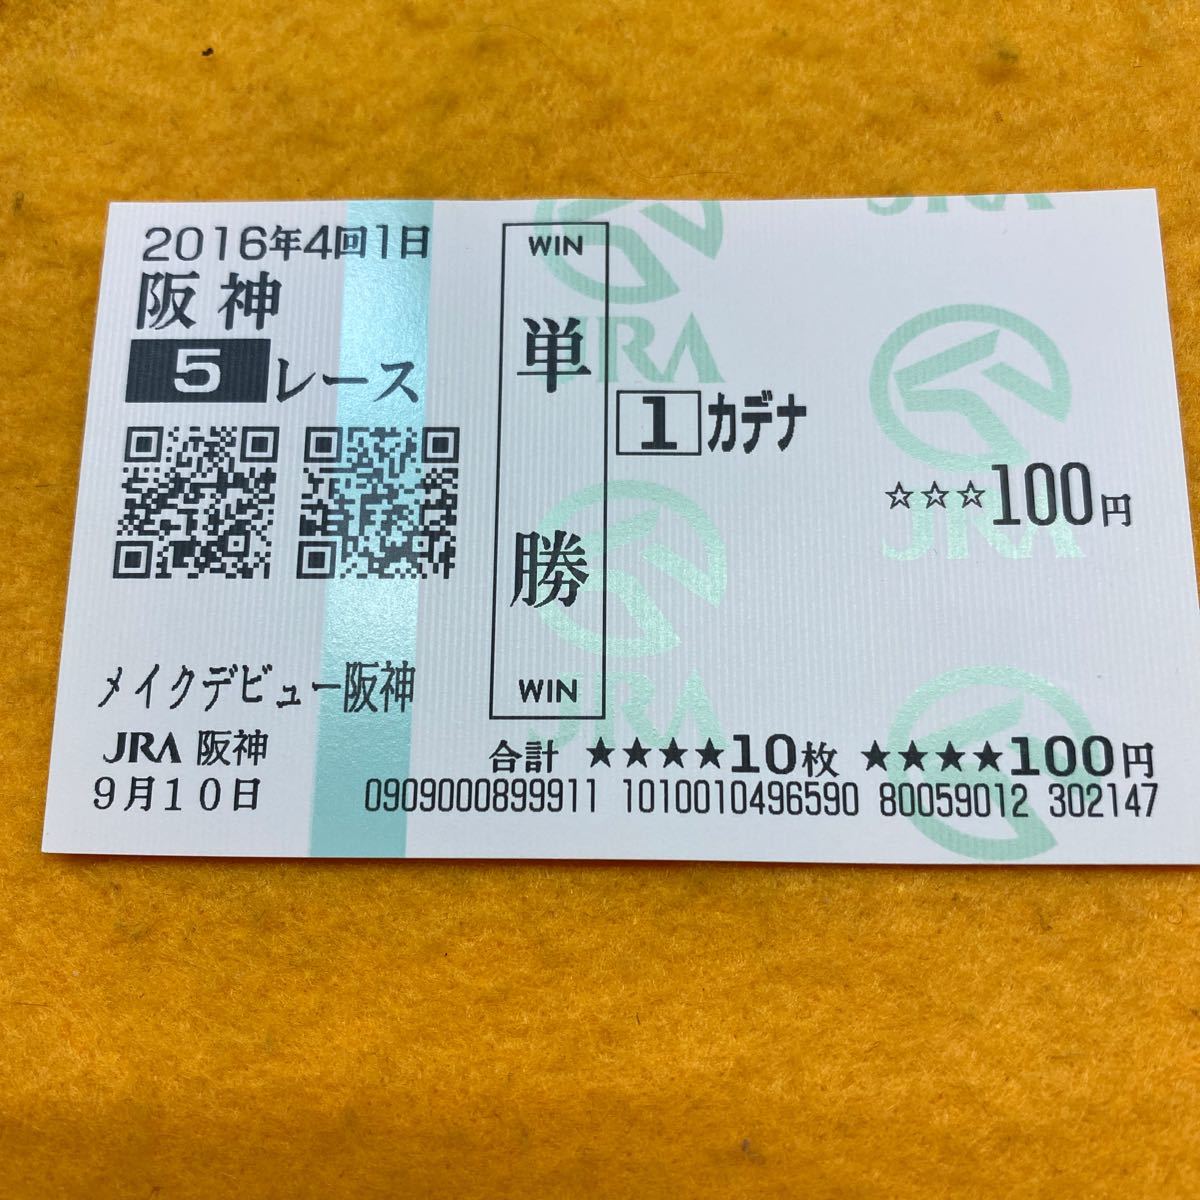 2016年4回1日
阪神
5レース
WIN
単勝
WIN
1 カデナ
☆☆☆100円
メイクデビュー阪神
JRA 阪神
9月10日
合計 ★★★★10枚 ★★★★100円
0909000899911 1010010496590 80059012 302147
JRA
JRA
JRA
JRA